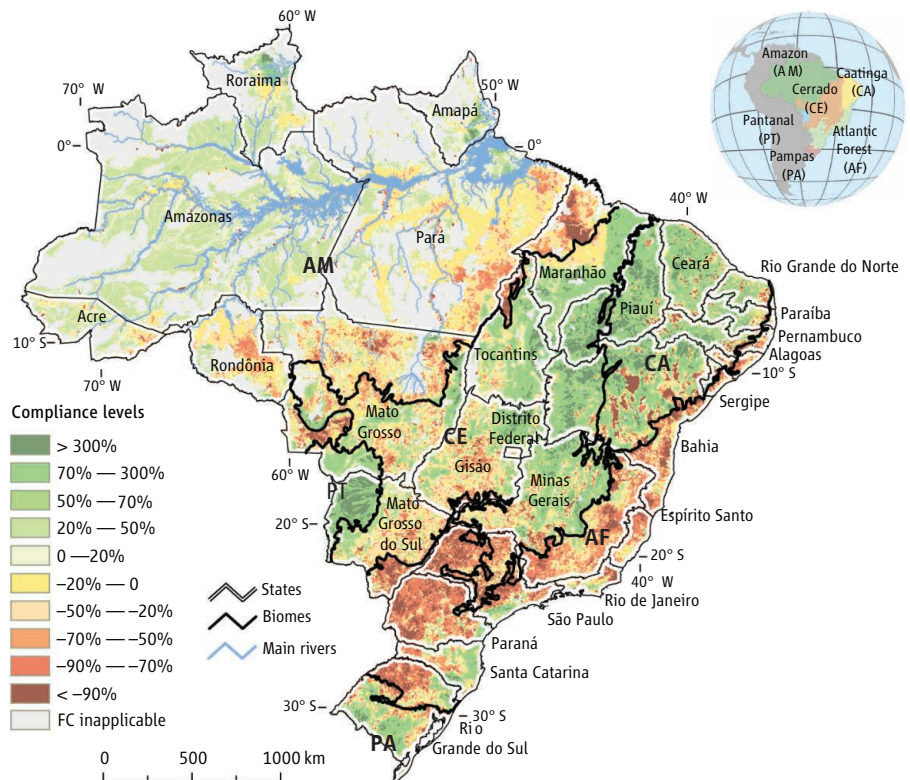 60° W
Roraima
70° W
50° W
Amapá
0°
0°
Amazonas
Pará
AM
40° W
Maranhão
Ceará
Rio Grande do Norte
Piauí
Acre
Paraíba
Pernambuco
10° S
Tocantins
Alagoas
Rondônia
CA
10° S
70° W
Sergipe
Compliance levels
Mato
Grosso
Distrito
Federal
CE
Bahia
> 300%
70% — 300%
50% — 70%
20% — 50%
0 —20%
–20% — 0
–50% — –20%
–70% — –50%
–90% — –70%
< –90%
FC inapplicable
60° W
Gisáo
Minas
Gerais
PT
Mato
Grosso
do Sul
20° S
Espírito Santo
AF
20° S
40° W
States
Biomes
Main rivers
Rio de Janeiro
São Paulo
Paraná
Santa Catarina
30° S
30° S
Rio
Grande do Sul
PA
0 500 1000 km
Amazon
(AM)
Caatinga
(CA)
Cerrado
(CE)
Pantanal
(PT)
Atlantic
Forest
(AF)
Pampas
(PA)